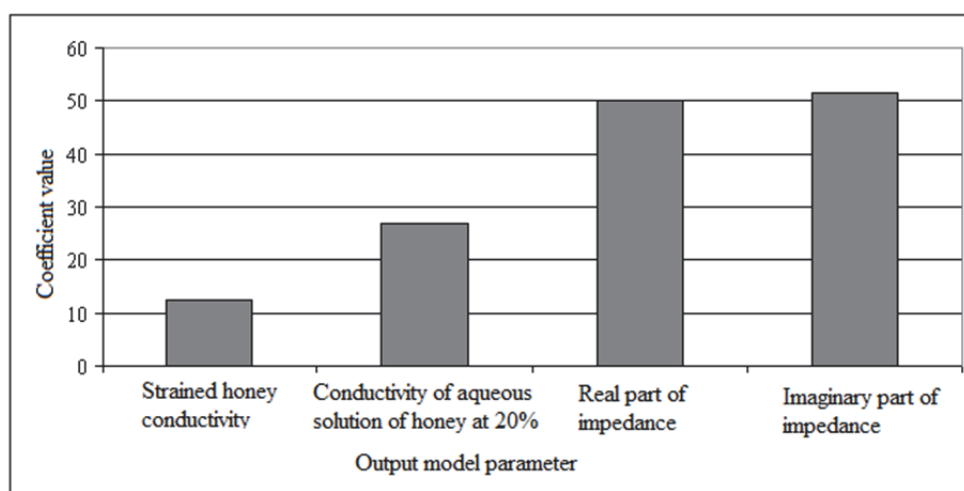 60
50
40
30
20
10
0
Coefficient value
Strained honey
conductivity
Conductivity of aqueous
solution of honey at 20%
Real part of
impedance
Imaginary part of
impedance
Output model parameter